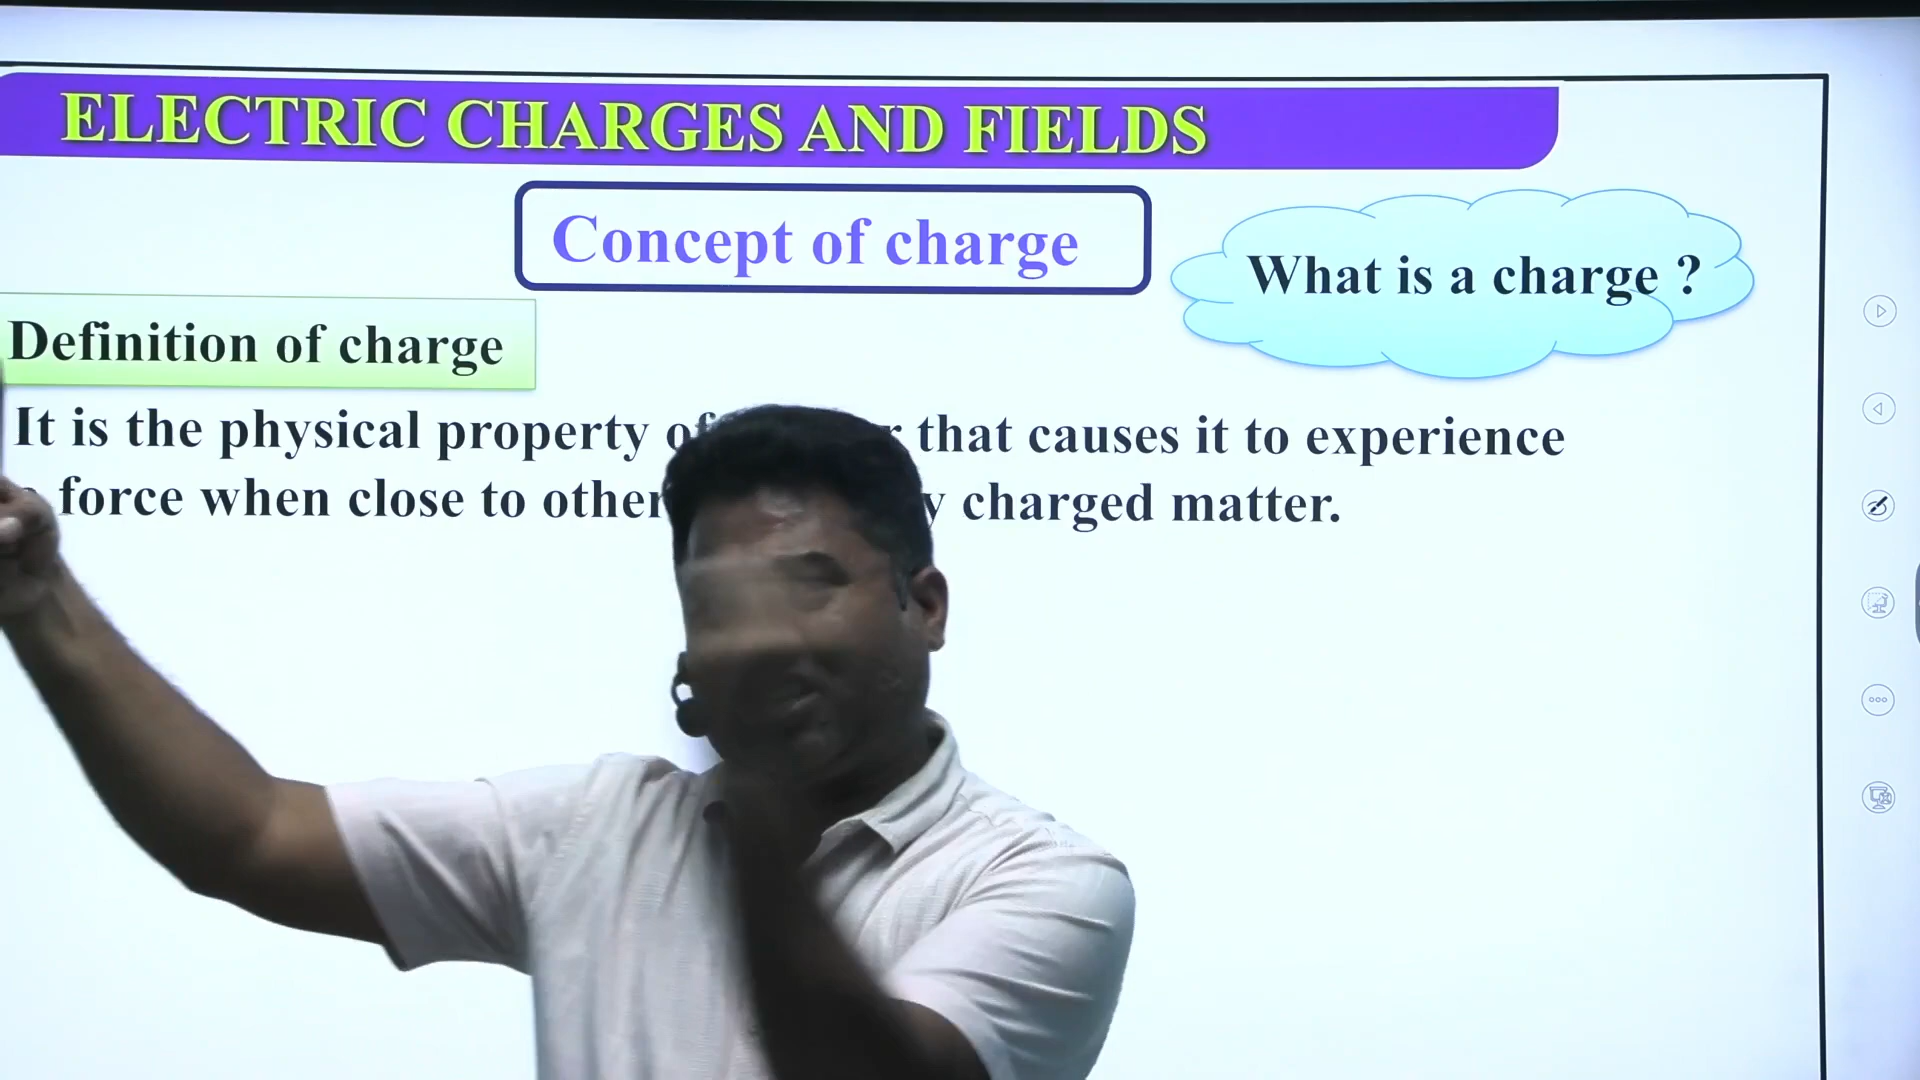 ELECTRIC CHARGES AND FIELDS
Concept of charge
What is a charge ?
Definition of charge
It is the physical property of that causes it to experience
force when close to other charged matter.